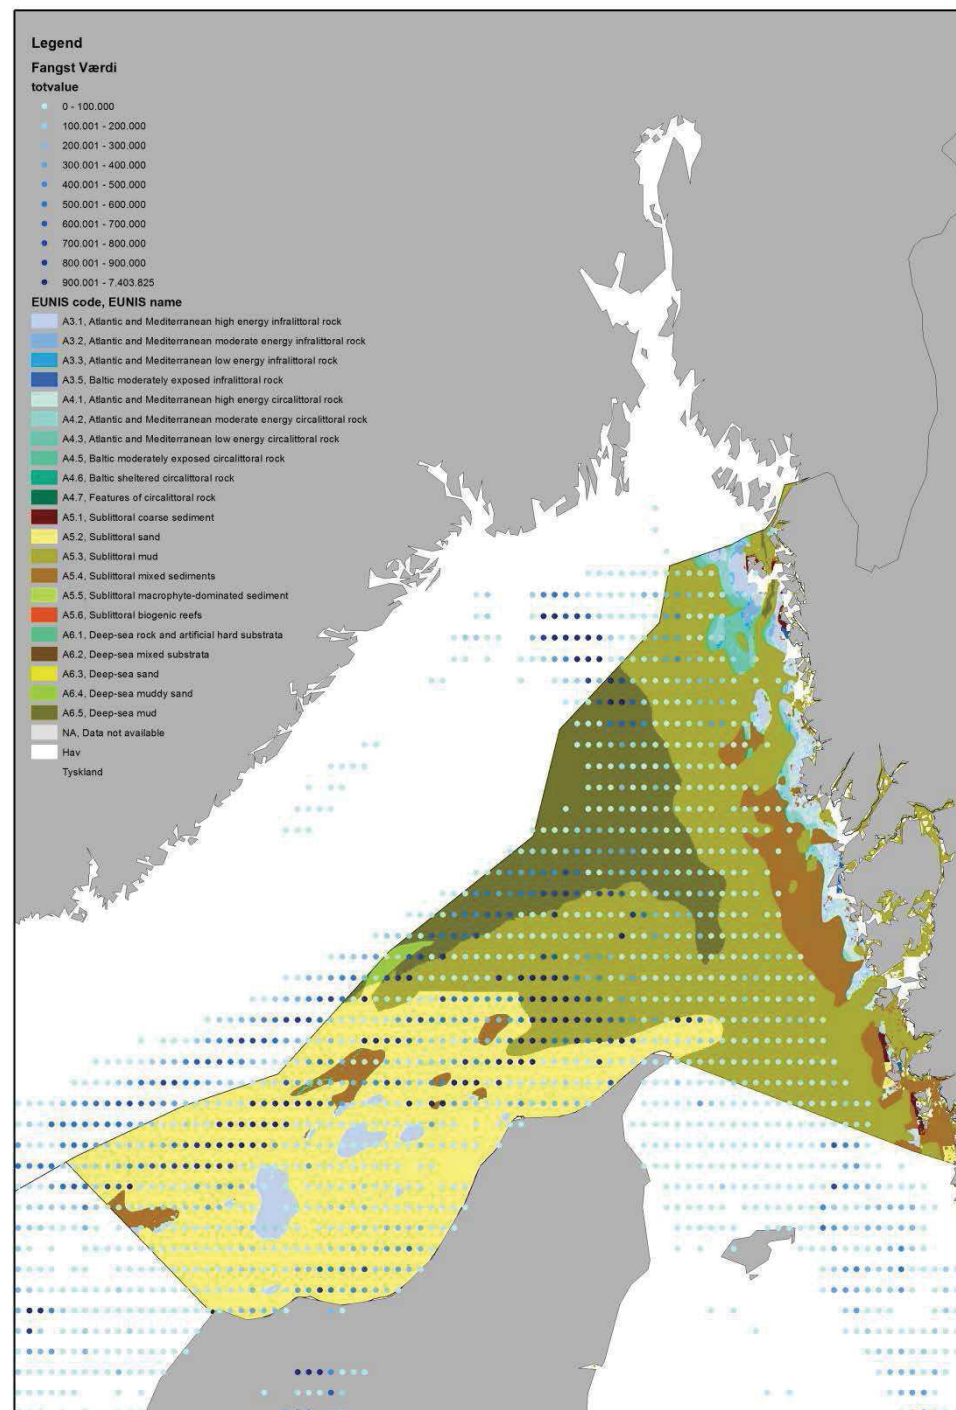 Legend
Fangst Værdi
totvalue
0 - 100.000
100.001 - 200.000
200.001 - 300.000
300.001 - 400.000
400.001 - 500.000
500.001 - 600.000
600.001 - 700.000
700.001 - 800.000
800.001 - 900.000
900.001 - 7.403.825
EUNIS code, EUNIS name
A3.1, Atlantic and Mediterranean high energy infralittoral rock
A3.2, Atlantic and Mediterranean moderate energy infralittoral rock
A3.3, Atlantic and Mediterranean low energy infralittoral rock
A3.5, Baltic moderately exposed infralittoral rock
A4.1, Atlantic and Mediterranean high energy circalittoral rock
A4.2, Atlantic and Mediterranean moderate energy circalittoral rock
A4.3, Atlantic and Mediterranean low energy circalittoral rock
A4.5, Baltic moderately exposed circalittoral rock
A4.6, Baltic sheltered circalittoral rock
A4.7, Features of circalittoral rock
A5.1, Sublittoral coarse sediment
A5.2, Sublittoral sand
A5.3, Sublittoral mud
A5.4, Sublittoral mixed sediments
A5.5, Sublittoral macrophyte-dominated sediment
A5.6, Sublittoral biogenic reefs
A6.1, Deep-sea rock and artificial hard substrata
A6.2, Deep-sea mixed substrata
A6.3, Deep-sea sand
A6.4, Deep-sea muddy sand
A6.5, Deep-sea mud
NA, Data not available
Hav
Tyskland